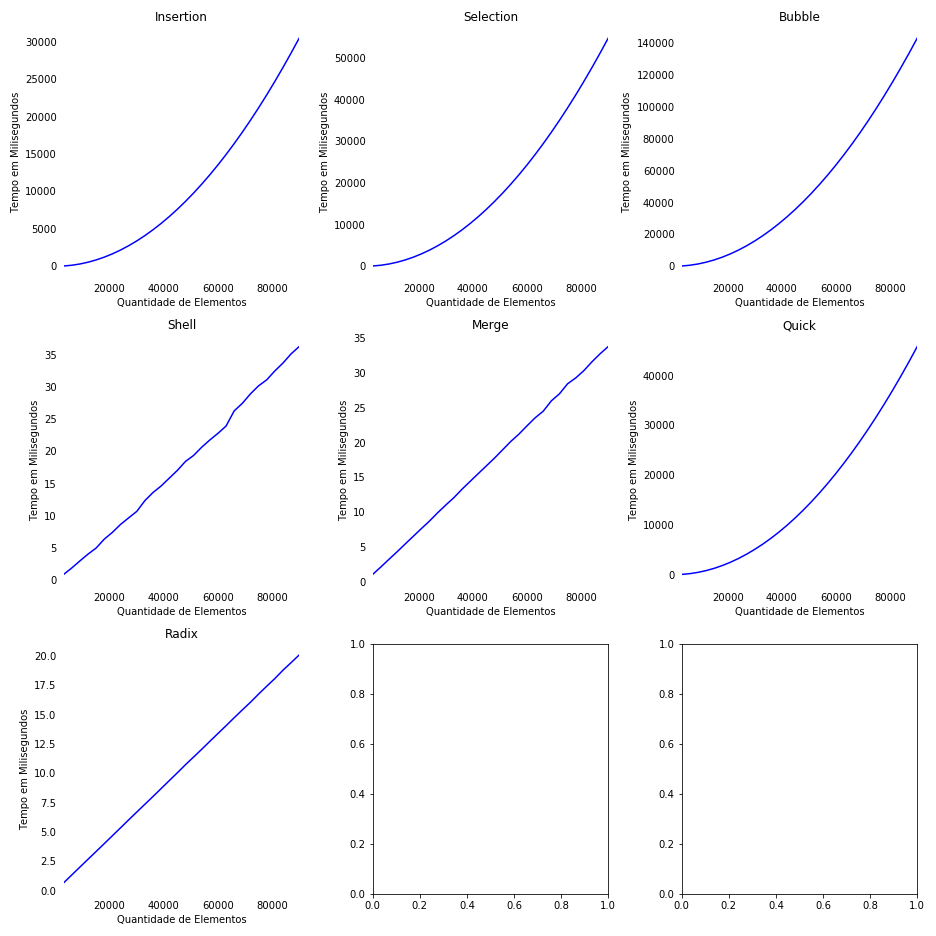 Insertion
Tempo em Milisegundos
30000
25000
20000
15000
10000
5000
0
20000 40000 60000 80000
Quantidade de Elementos
Selection
Tempo em Milisegundos
50000
40000
30000
20000
10000
0
20000 40000 60000 80000
Quantidade de Elementos
Bubble
Tempo em Milisegundos
140000
120000
100000
80000
60000
40000
20000
0
20000 40000 60000 80000
Quantidade de Elementos
Shell
Tempo em Milisegundos
35
30
25
20
15
10
5
0
20000 40000 60000 80000
Quantidade de Elementos
Merge
Tempo em Milisegundos
35
30
25
20
15
10
5
0
20000 40000 60000 80000
Quantidade de Elementos
Quick
Tempo em Milisegundos
40000
30000
20000
10000
0
20000 40000 60000 80000
Quantidade de Elementos
Radix
Tempo em Milisegundos
20.0
17.5
15.0
12.5
10.0
7.5
5.0
2.5
0.0
20000 40000 60000 80000
Quantidade de Elementos
1.0
0.8
0.6
0.4
0.2
0.0
0.0 0.2 0.4 0.6 0.8 1.0
1.0
0.8
0.6
0.4
0.2
0.0
0.0 0.2 0.4 0.6 0.8 1.0